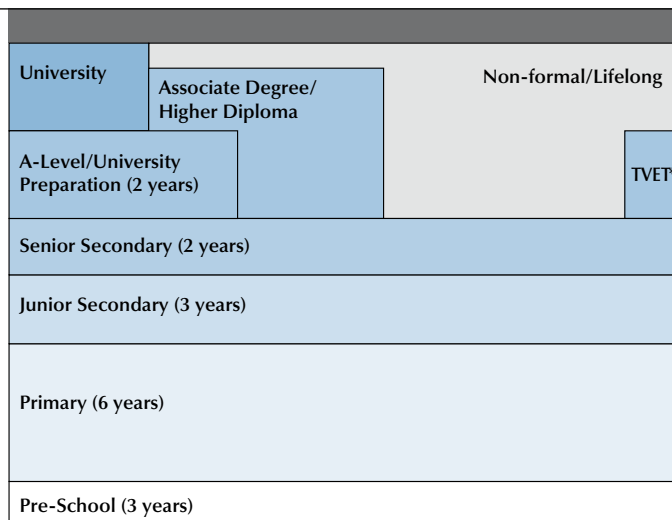 University
Associate Degree/
Higher Diploma
Non-formal/Lifelong
A-Level/University
Preparation (2 years)
TVET
Senior Secondary (2 years)
Junior Secondary (3 years)
Primary (6 years)
Pre-School (3 years)